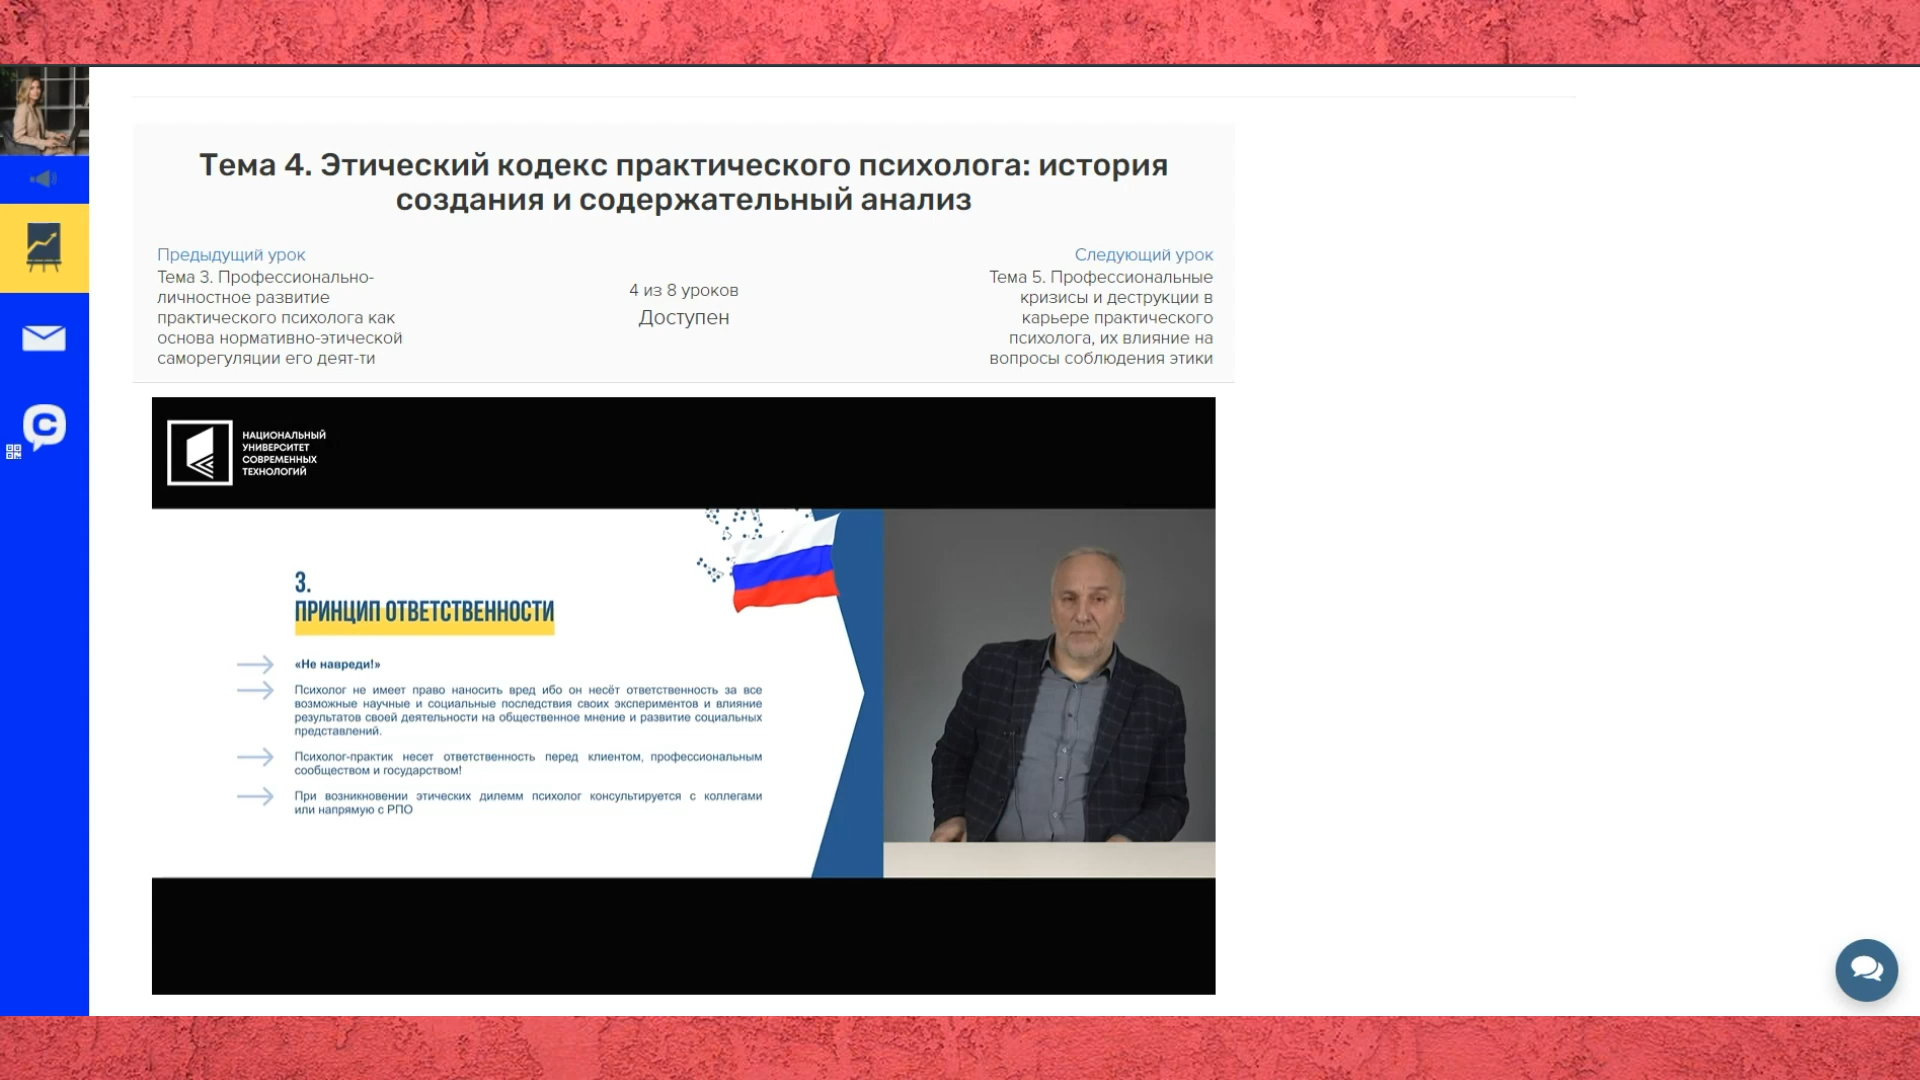 Тема 4. Этический кодекс практического психолога: история
создания и содержательный анализ
Предыдущий урок
Тема 3. Профессионально-
личностное развитие
практического психолога как
основа нормативно-этической
саморегуляции его деят-ти
4 из 8 уроков
Доступен
Следующий урок
Тема 5. Профессиональные
кризисы и деструкции в
карьере практического
психолога, их влияние на
вопросы соблюдения этики
НАЦИОНАЛЬНЫЙ
УНИВЕРСИТЕТ
СОВРЕМЕННЫХ
ТЕХНОЛОГИЙ
3.
ПРИНЦИП ОТВЕТСТВЕННОСТИ
«Не навреди!»
Психолог не имеет право наносить вред ибо он несёт ответственность за все
возможные научные и социальные последствия своих экспериментов и влияние
результатов своей деятельности на общественное мнение и развитие социальных
представлений.
Психолог-практик несет ответственность перед клиентом, профессиональным
сообществом и государством!
При возникновении этических дилемм психолог консультируется с коллегами
или напрямую с РПО